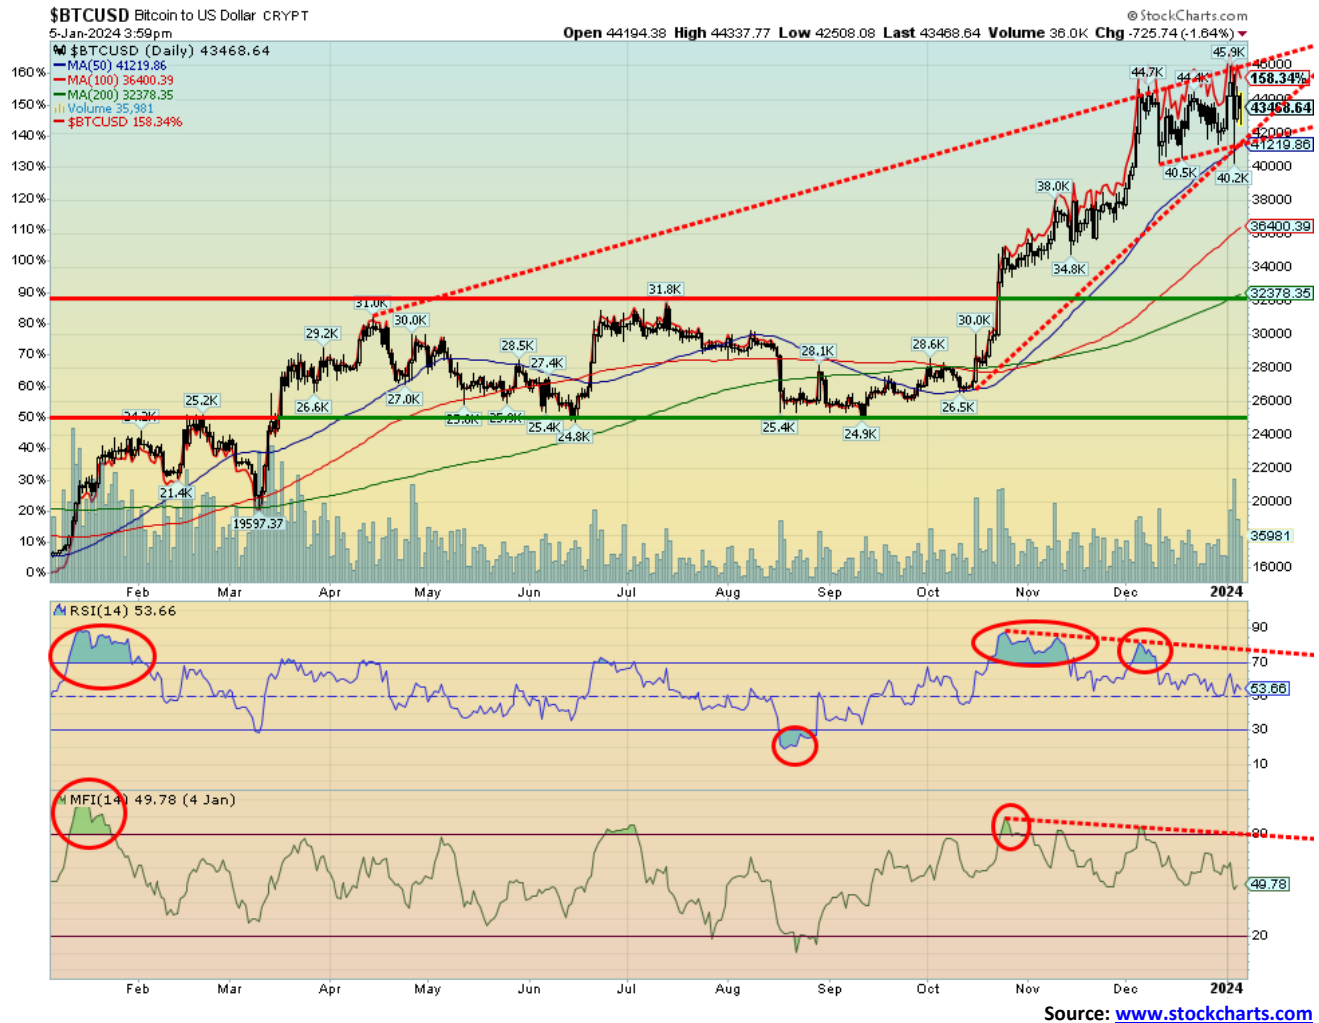 $BTCUSD Bitcoin to US Dollar CRYPT
© StockCharts.com
5-Jan-2024 3:59pm
Open 44194.38 High 44337.77 Low 42508.08 Last 43468.64 Volume 36.0K Chg -725.74 (-1.64%)
$BTCUSD (Daily) 43468.64
MA(50) 41219.86
MA(100) 36400.39
MA(200) 32378.35
Volume 35,981
$BTCUSD 158.34%
160%
150%
140%
130%
120%
110%
100%
90%
80%
70%
60%
50%
40%
30%
20%
10%
0%
46000
158.34%
44000
43468.64
42000
41219.86
40000
38000
36400.39
34000
32378.35
30000
28000
26000
24000
22000
20000
35981
16000
45.9K
44.7K
44.4K
40.5K
40.2K
38.0K
34.8K
31.0K
31.8K
30.0K
30.0K
29.2K
28.5K
27.4K
28.1K
28.6K
26.6K
27.0K
26.5K
25.2K
24.2K
25.4K
24.8K
25.4K
24.9K
21.4K
19597.37
Feb Mar Apr May Jun Jul Aug Sep Oct Nov Dec 2024
RSI(14) 53.66
90
70
53.66
30
10
MFI(14) 49.78 (4 Jan)
80
49.78
20
Feb Mar Apr May Jun Jul Aug Sep Oct Nov Dec 2024
Source: www.stockcharts.com